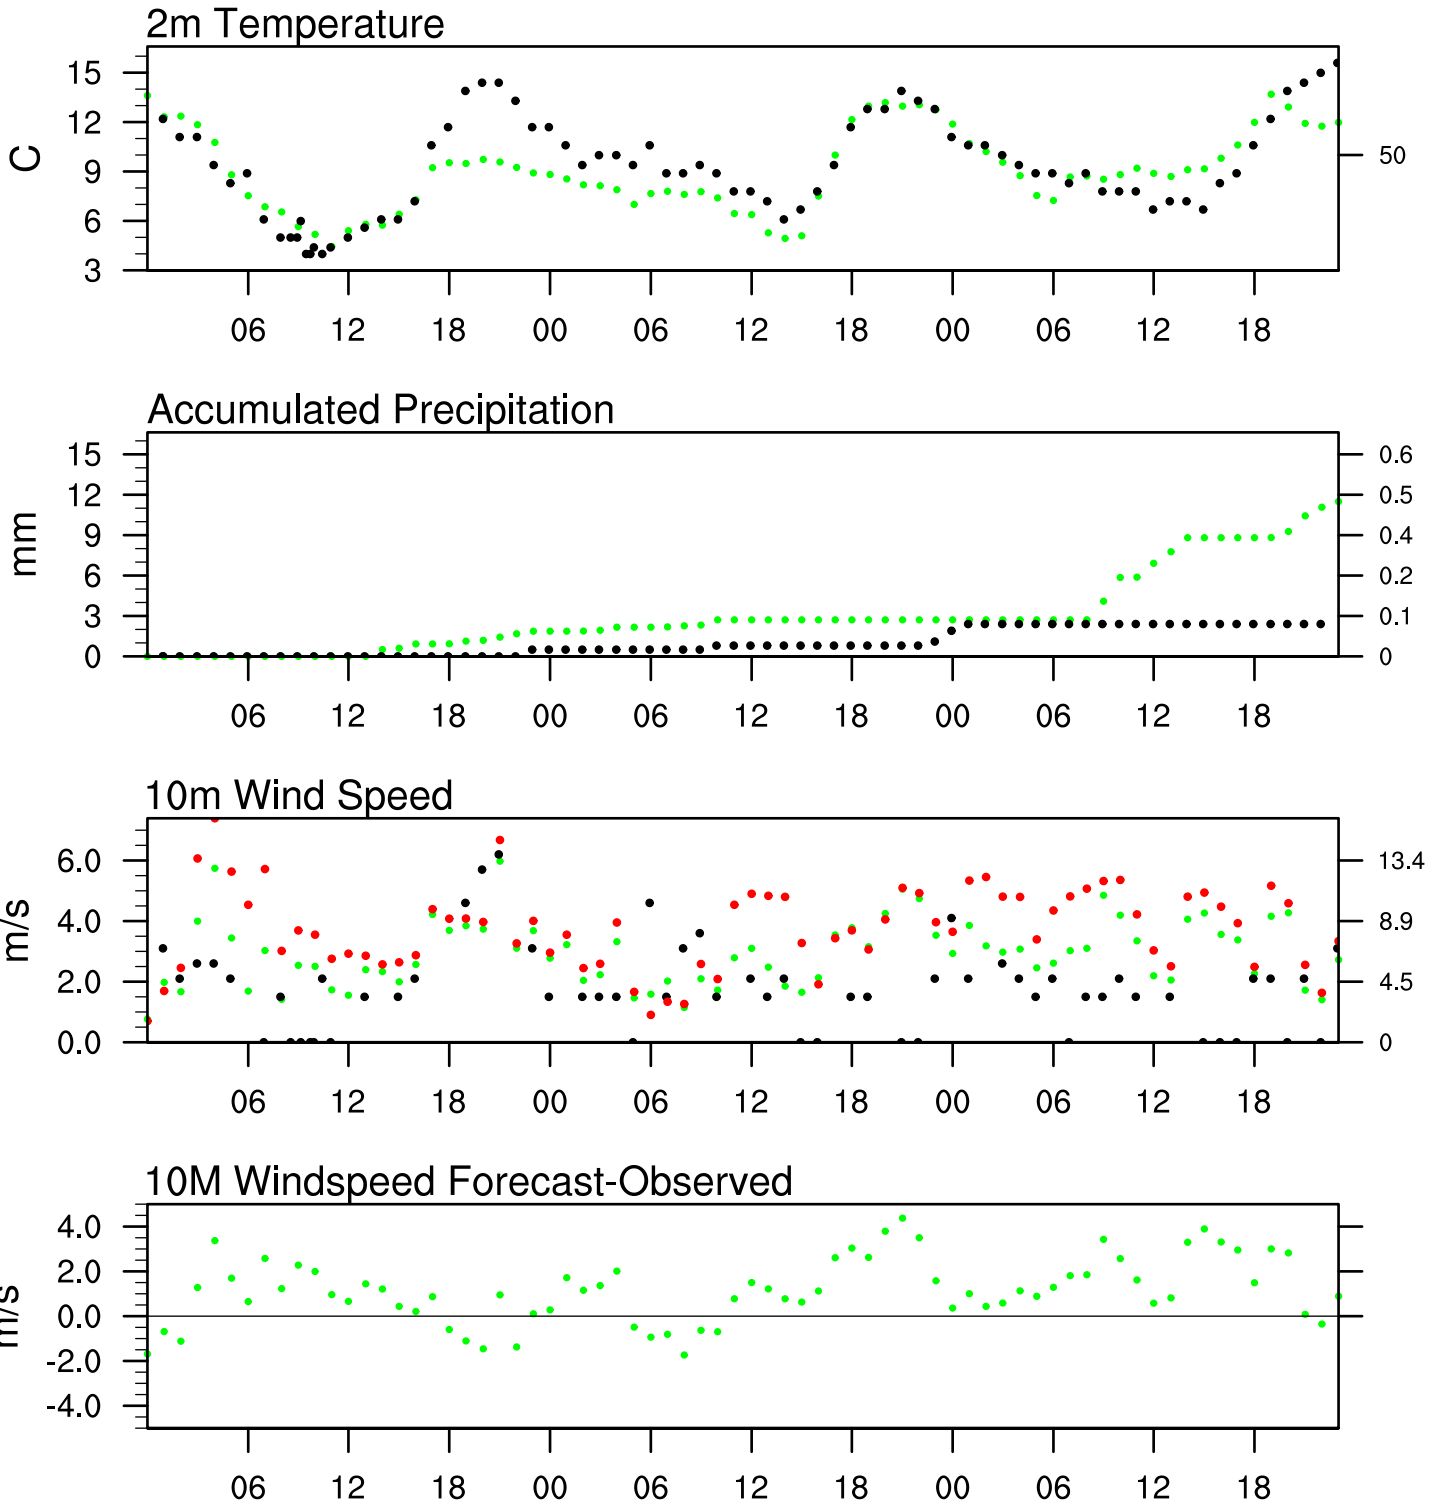 2m Temperature
15
12
9
6
3
C
50
06 12 18 00 06 12 18 00 06 12 18
Accumulated Precipitation
15
12
9
6
3
0
mm
0.6
0.5
0.4
0.2
0.1
0
06 12 18 00 06 12 18 00 06 12 18
10m Wind Speed
6.0
4.0
2.0
0.0
m/s
13.4
8.9
4.5
0
06 12 18 00 06 12 18 00 06 12 18
10M Windspeed Forecast-Observed
4.0
2.0
0.0
-2.0
-4.0
m/s
06 12 18 00 06 12 18 00 06 12 18